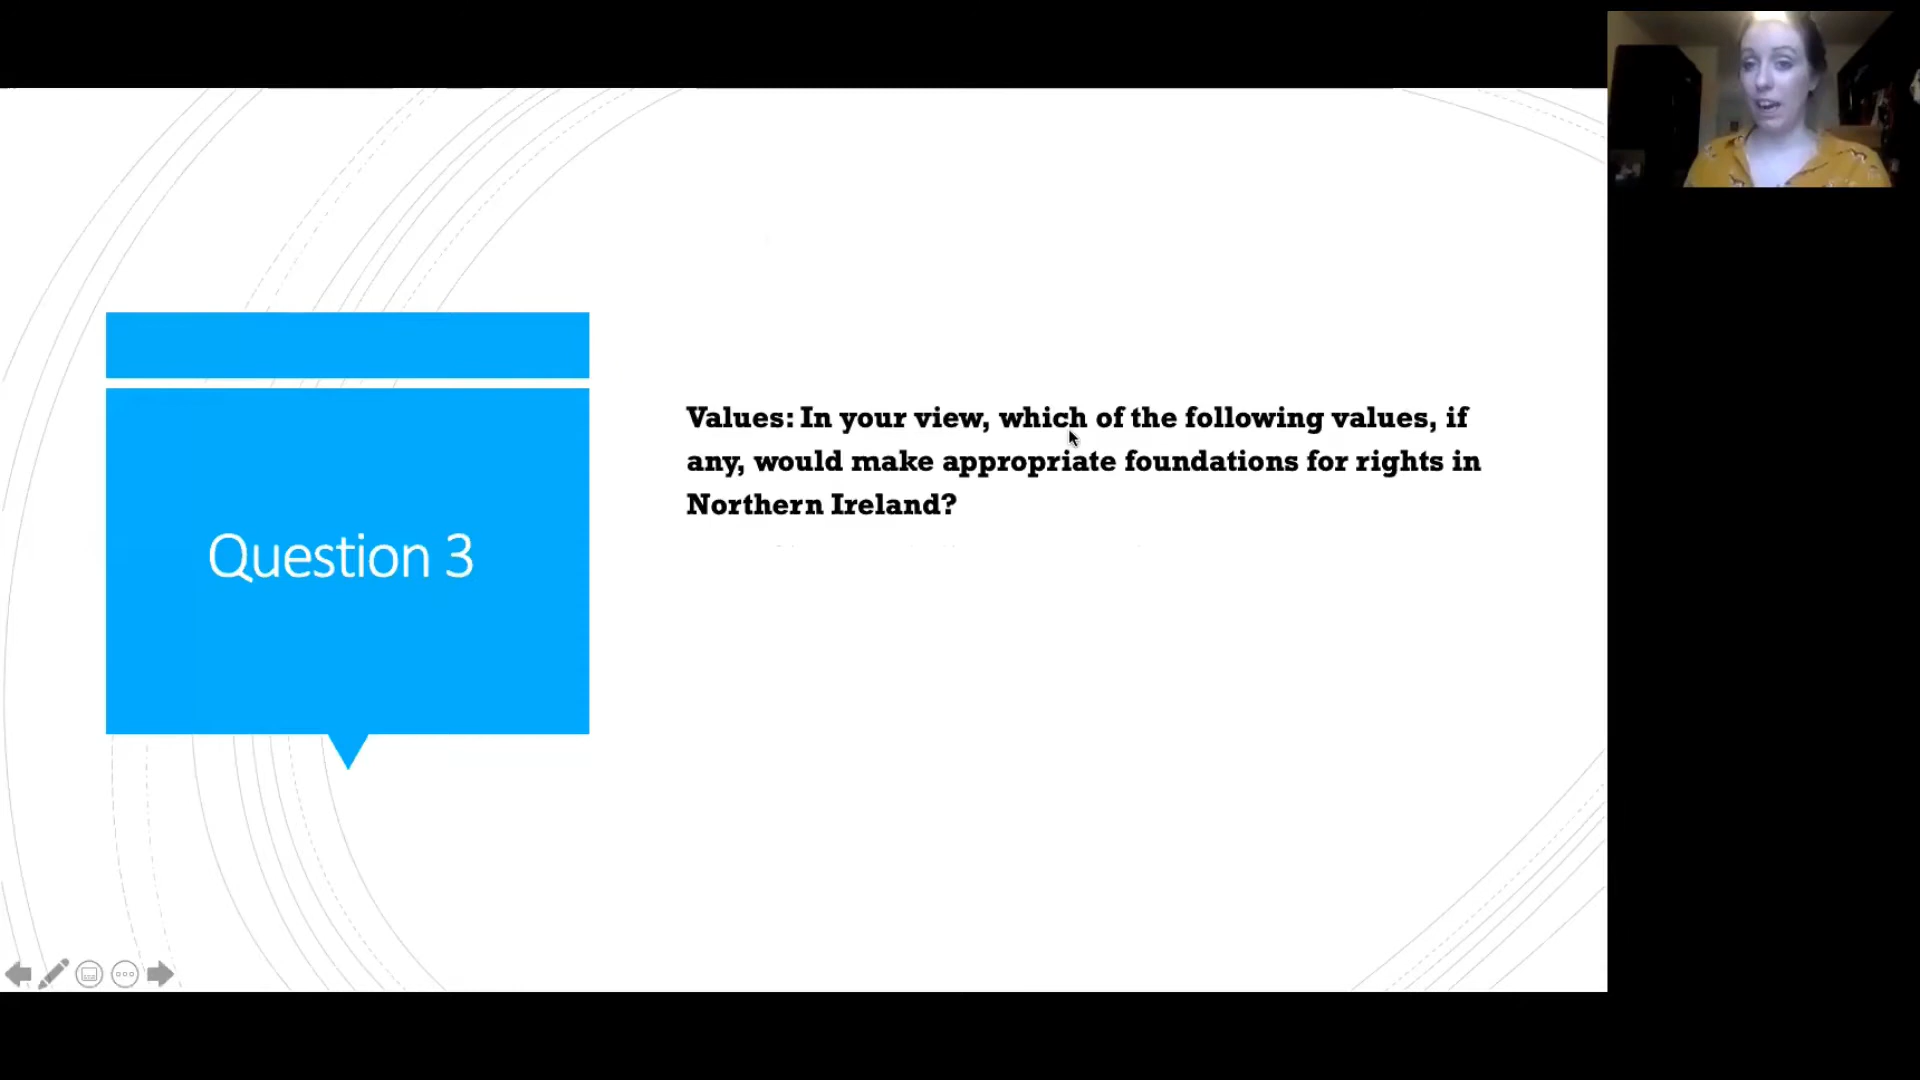 Question 3
Values: In your view, which of the following values, if
any, would make appropriate foundations for rights in
Northern Ireland?